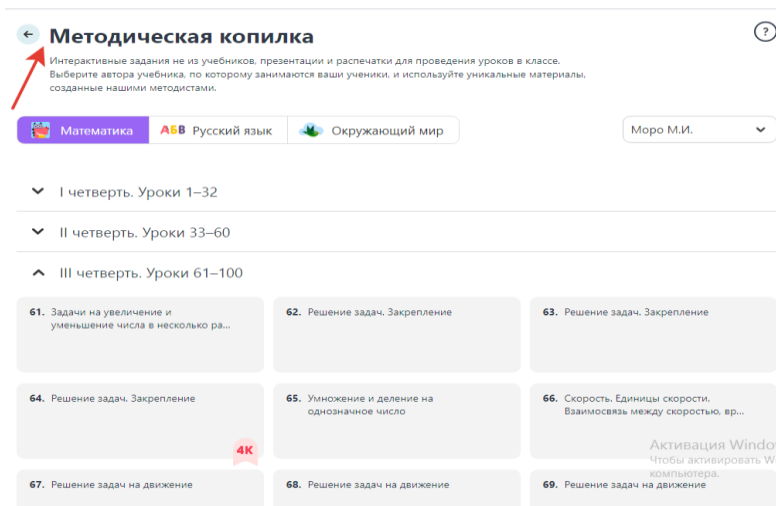 Методическая копилка
?
Интерактивные задания не из учебников, презентации и распечатки для проведения уроков в классе.
Выберите автора учебника, по которому занимаются ваши ученики, и используйте уникальные материалы,
созданные нашими методистами.
Математика АБВ Русский язык Окружающий мир Моро М.И.
I четверть. Уроки 1–32
II четверть. Уроки 33–60
III четверть. Уроки 61–100
61. Задачи на увеличение и
уменьшение числа в несколько ра...
62. Решение задач. Закрепление
63. Решение задач. Закрепление
64. Решение задач. Закрепление
4К
65. Умножение и деление на
однозначное число
66. Скорость. Единицы скорости.
Взаимосвязь между скоростью, вр...
Активация Windo
Чтобы активировать W
компьютера.
67. Решение задач на движение
68. Решение задач на движение
69. Решение задач на движение